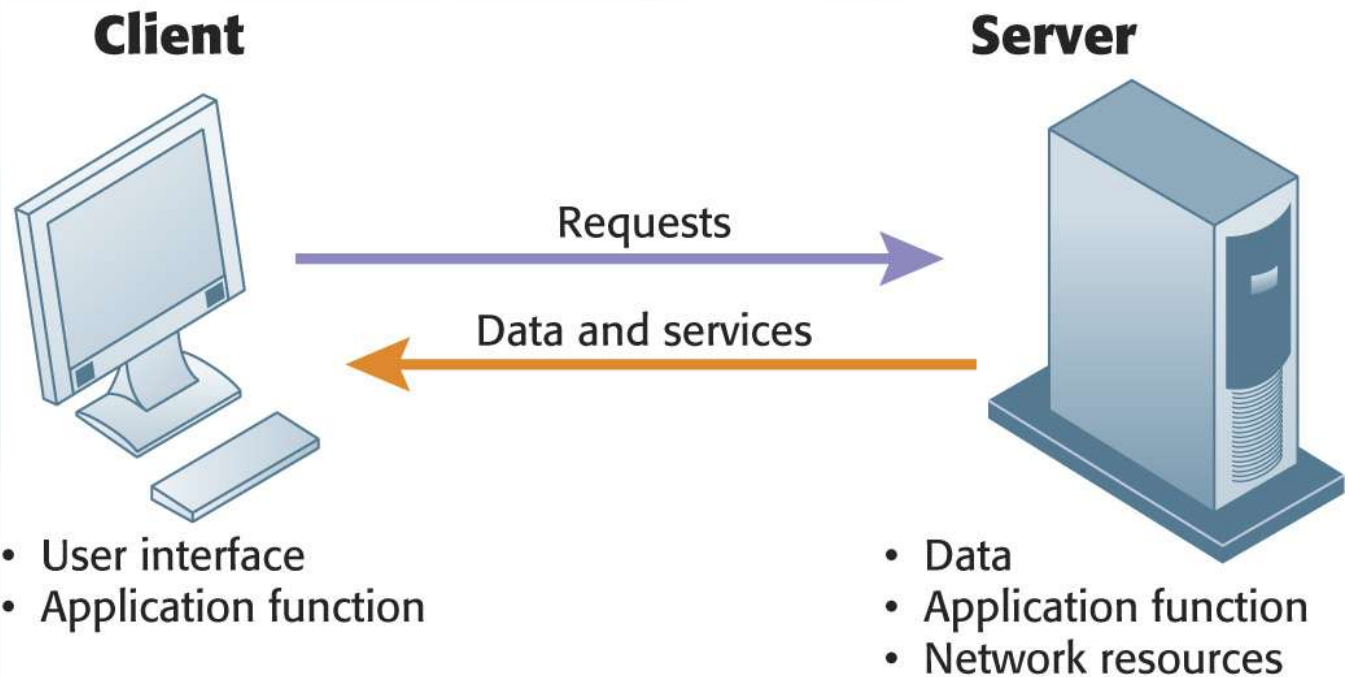 Client
Server
Requests
Data and services
• User interface
• Application function
• Data
• Application function
• Network resources